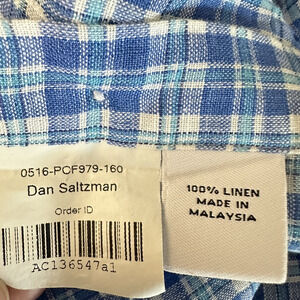 0516-PCF979-160
Dan Saltzman
Order ID
AC136547a1
100% LINEN
MADE IN
MALAYSIA